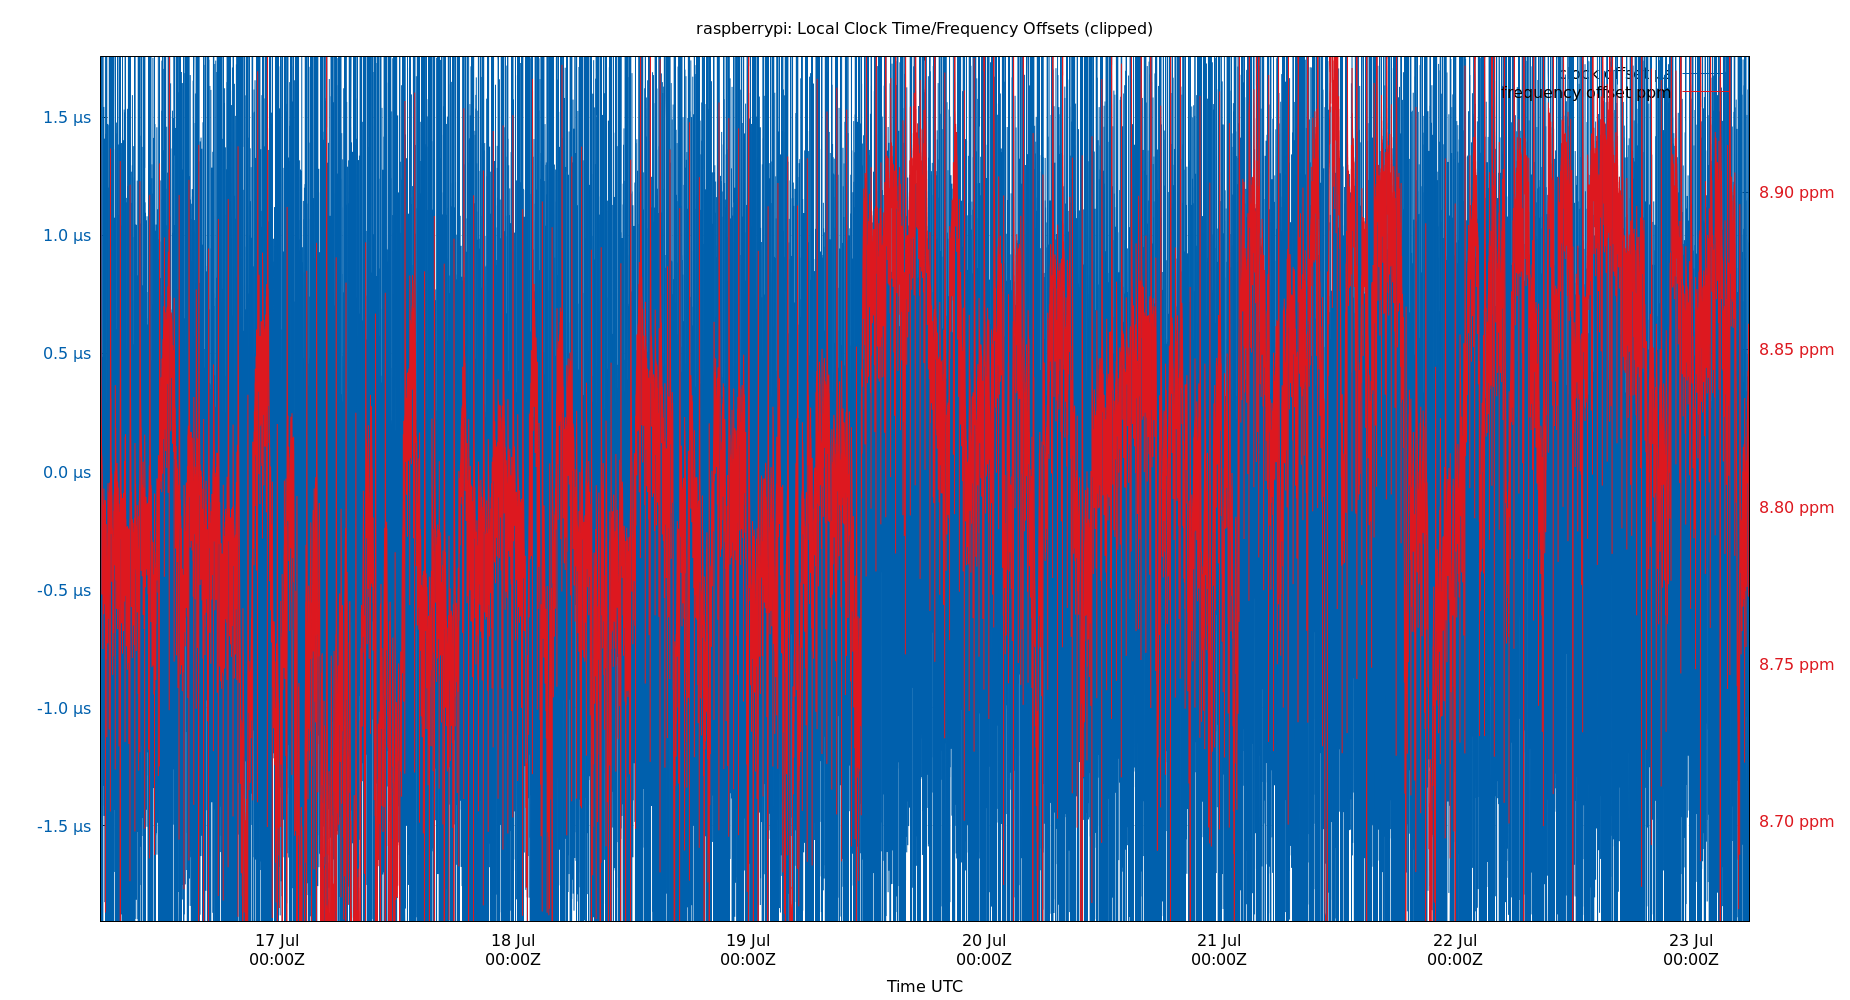 raspberrypi: Local Clock Time/Frequency Offsets (clipped)
clock offset μs
frequency offset ppm
1.5 μs
1.0 μs
0.5 μs
0.0 μs
-0.5 μs
-1.0 μs
-1.5 μs
8.90 ppm
8.85 ppm
8.80 ppm
8.75 ppm
8.70 ppm
17 Jul
00:00Z
18 Jul
00:00Z
19 Jul
00:00Z
20 Jul
00:00Z
21 Jul
00:00Z
22 Jul
00:00Z
23 Jul
00:00Z
Time UTC